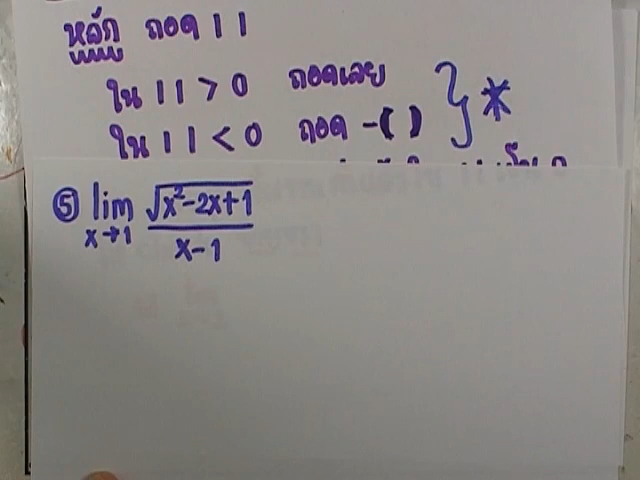 หลัก ถอด | |
ใน | | > 0 ถอดเลย
ใน | | < 0 ถอด -( ) } *
⑤ lim x→1 √(x²-2x+1) / (x-1)